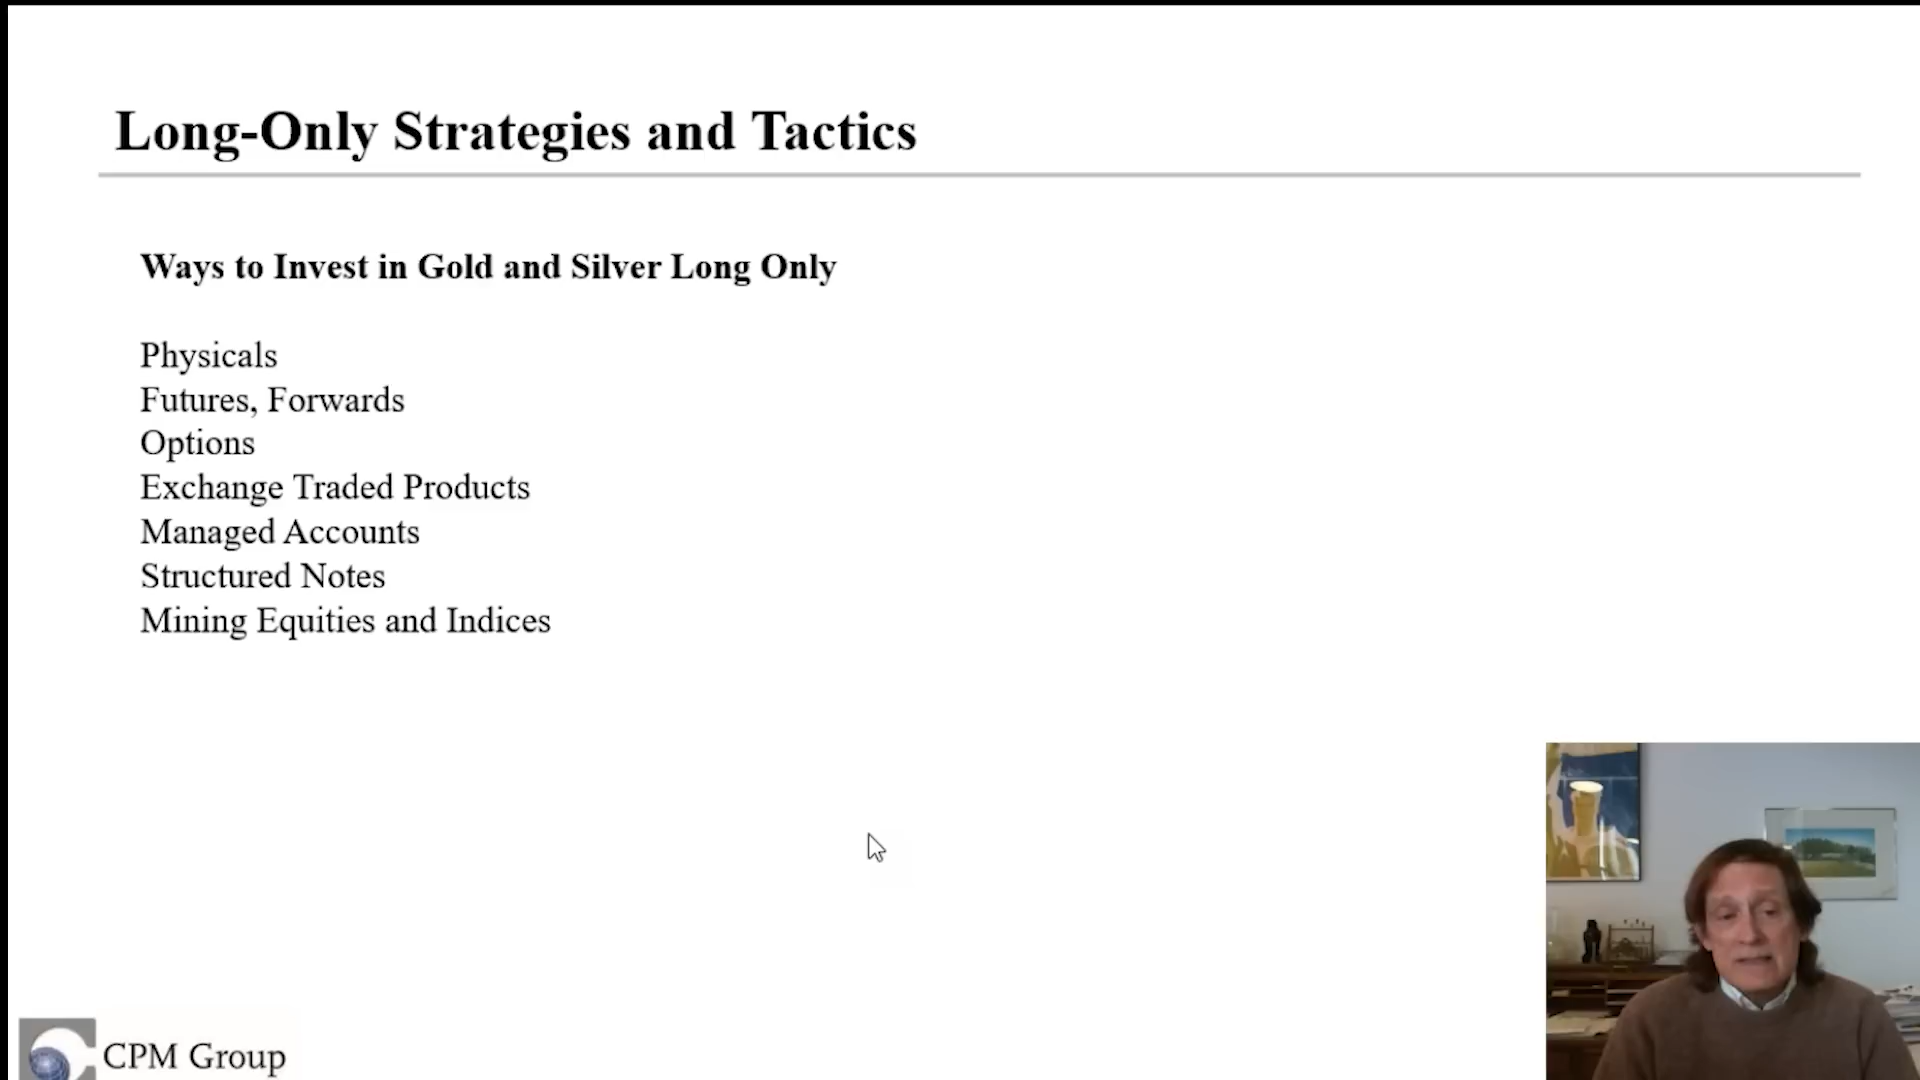 Long-Only Strategies and Tactics
Ways to Invest in Gold and Silver Long Only
Physicals
Futures, Forwards
Options
Exchange Traded Products
Managed Accounts
Structured Notes
Mining Equities and Indices
CPM Group